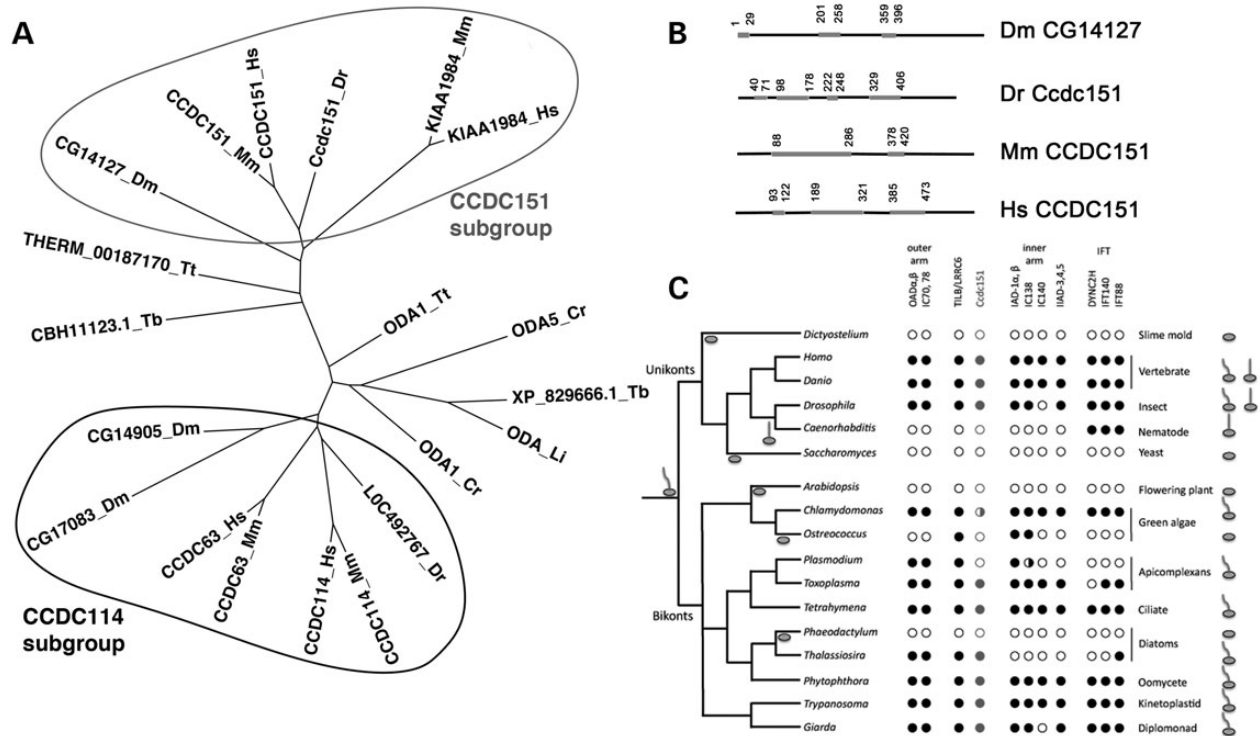 A
CCDC151_Hs
CCDC151_Mm
Ccdc151_Dr
KIAA1984_Mm
KIAA1984_Hs
CG14127_Dm
CCDC151
subgroup
THERM_00187170_Tt
CBH11123.1_Tb
ODA1_Tt
ODA5_Cr
XP_829666.1_Tb
ODA_Li
ODA1_Cr
CG14905_Dm
CG17083_Dm
CCDC63_Hs
CCDC63_Mm
CCDC114_Hs
CCDC114_Mm
LOC492767_Dr
CCDC114
subgroup
B
1 29 201 258 359 396
Dm CG14127
40 71 98 178 222 248 329 406
Dr Ccdc151
88 286 378 420
Mm CCDC151
93 122 189 321 385 473
Hs CCDC151
C
outer
arm
inner
arm
IFT
OADα,β
IC70, 78
TILB/LRRC6
Ccdc151
IAD-1α, β
IC138
IC140
IIAD-3,4,5
DYNC2H
IFT140
IFT88
Unikonts
Bikonts
Dictyostelium Slime mold
Homo
Vertebrate
Danio
Drosophila Insect
Caenorhabditis Nematode
Saccharomyces Yeast
Arabidopsis Flowering plant
Chlamydomonas
Green algae
Ostreococcus
Plasmodium
Apicomplexans
Toxoplasma
Tetrahymena Ciliate
Phaeodactylum
Diatoms
Thalassiosira
Phytophthora Oomycete
Trypanosoma Kinetoplastid
Giarda Diplomonad